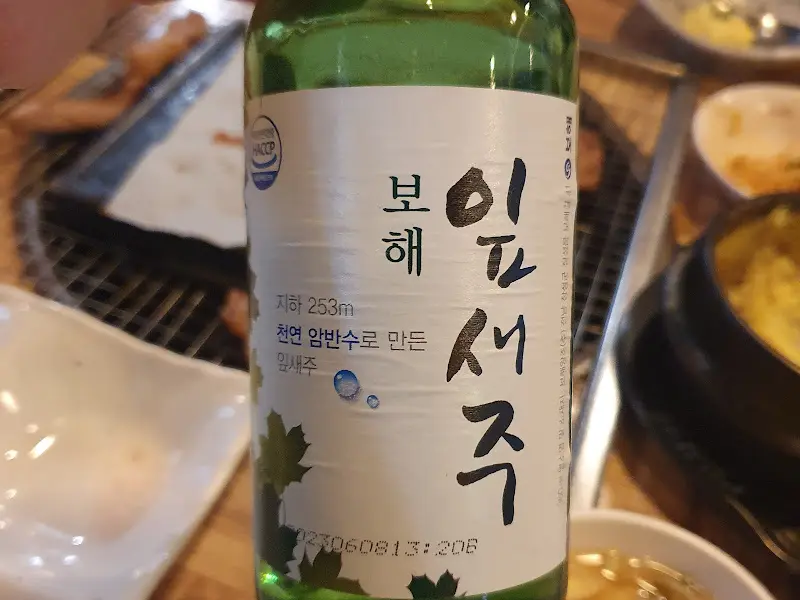 HACCP
보해
잎새주
지하 253m
천연 암반수로 만든
잎새주
2023060813:20B